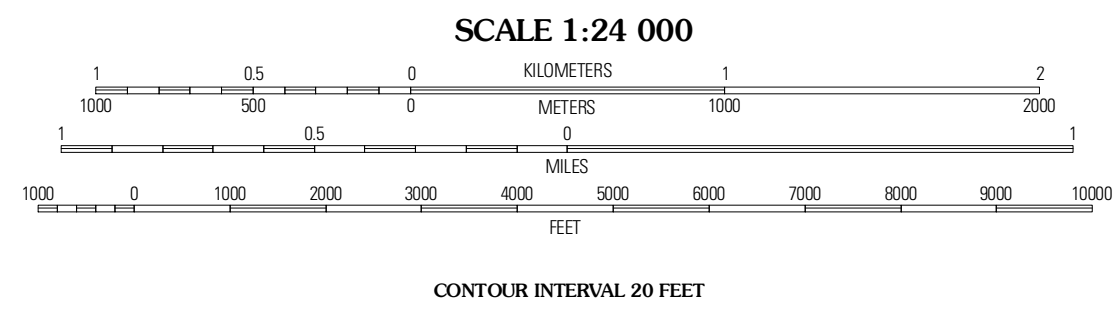 SCALE 1:24 000
1 0.5 0 KILOMETERS 1 2
1000 500 0 METERS 1000 2000
1 0.5 0 1
MILES
1000 0 1000 2000 3000 4000 5000 6000 7000 8000 9000 10000
FEET
CONTOUR INTERVAL 20 FEET